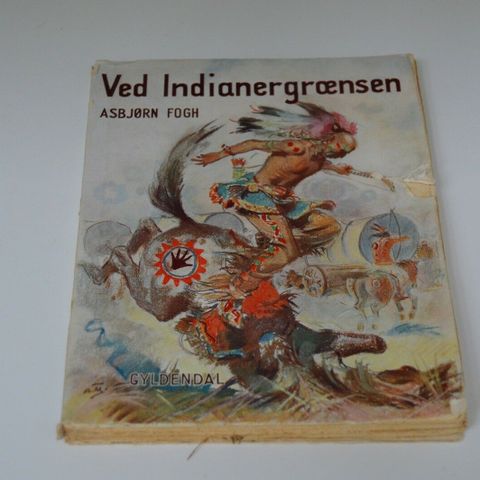 Ved Indianergrænsen
ASBJØRN FOGH
GYLDENDAL